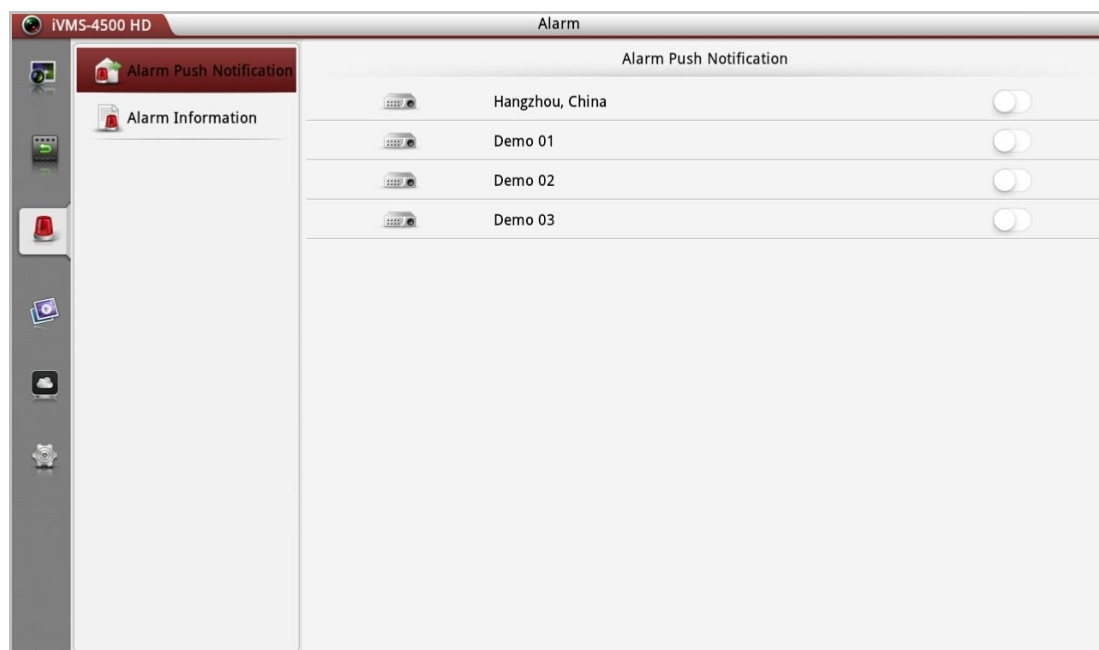 iVMS-4500 HD
Alarm
Alarm Push Notification
Alarm Information
Alarm Push Notification
Hangzhou, China
Demo 01
Demo 02
Demo 03